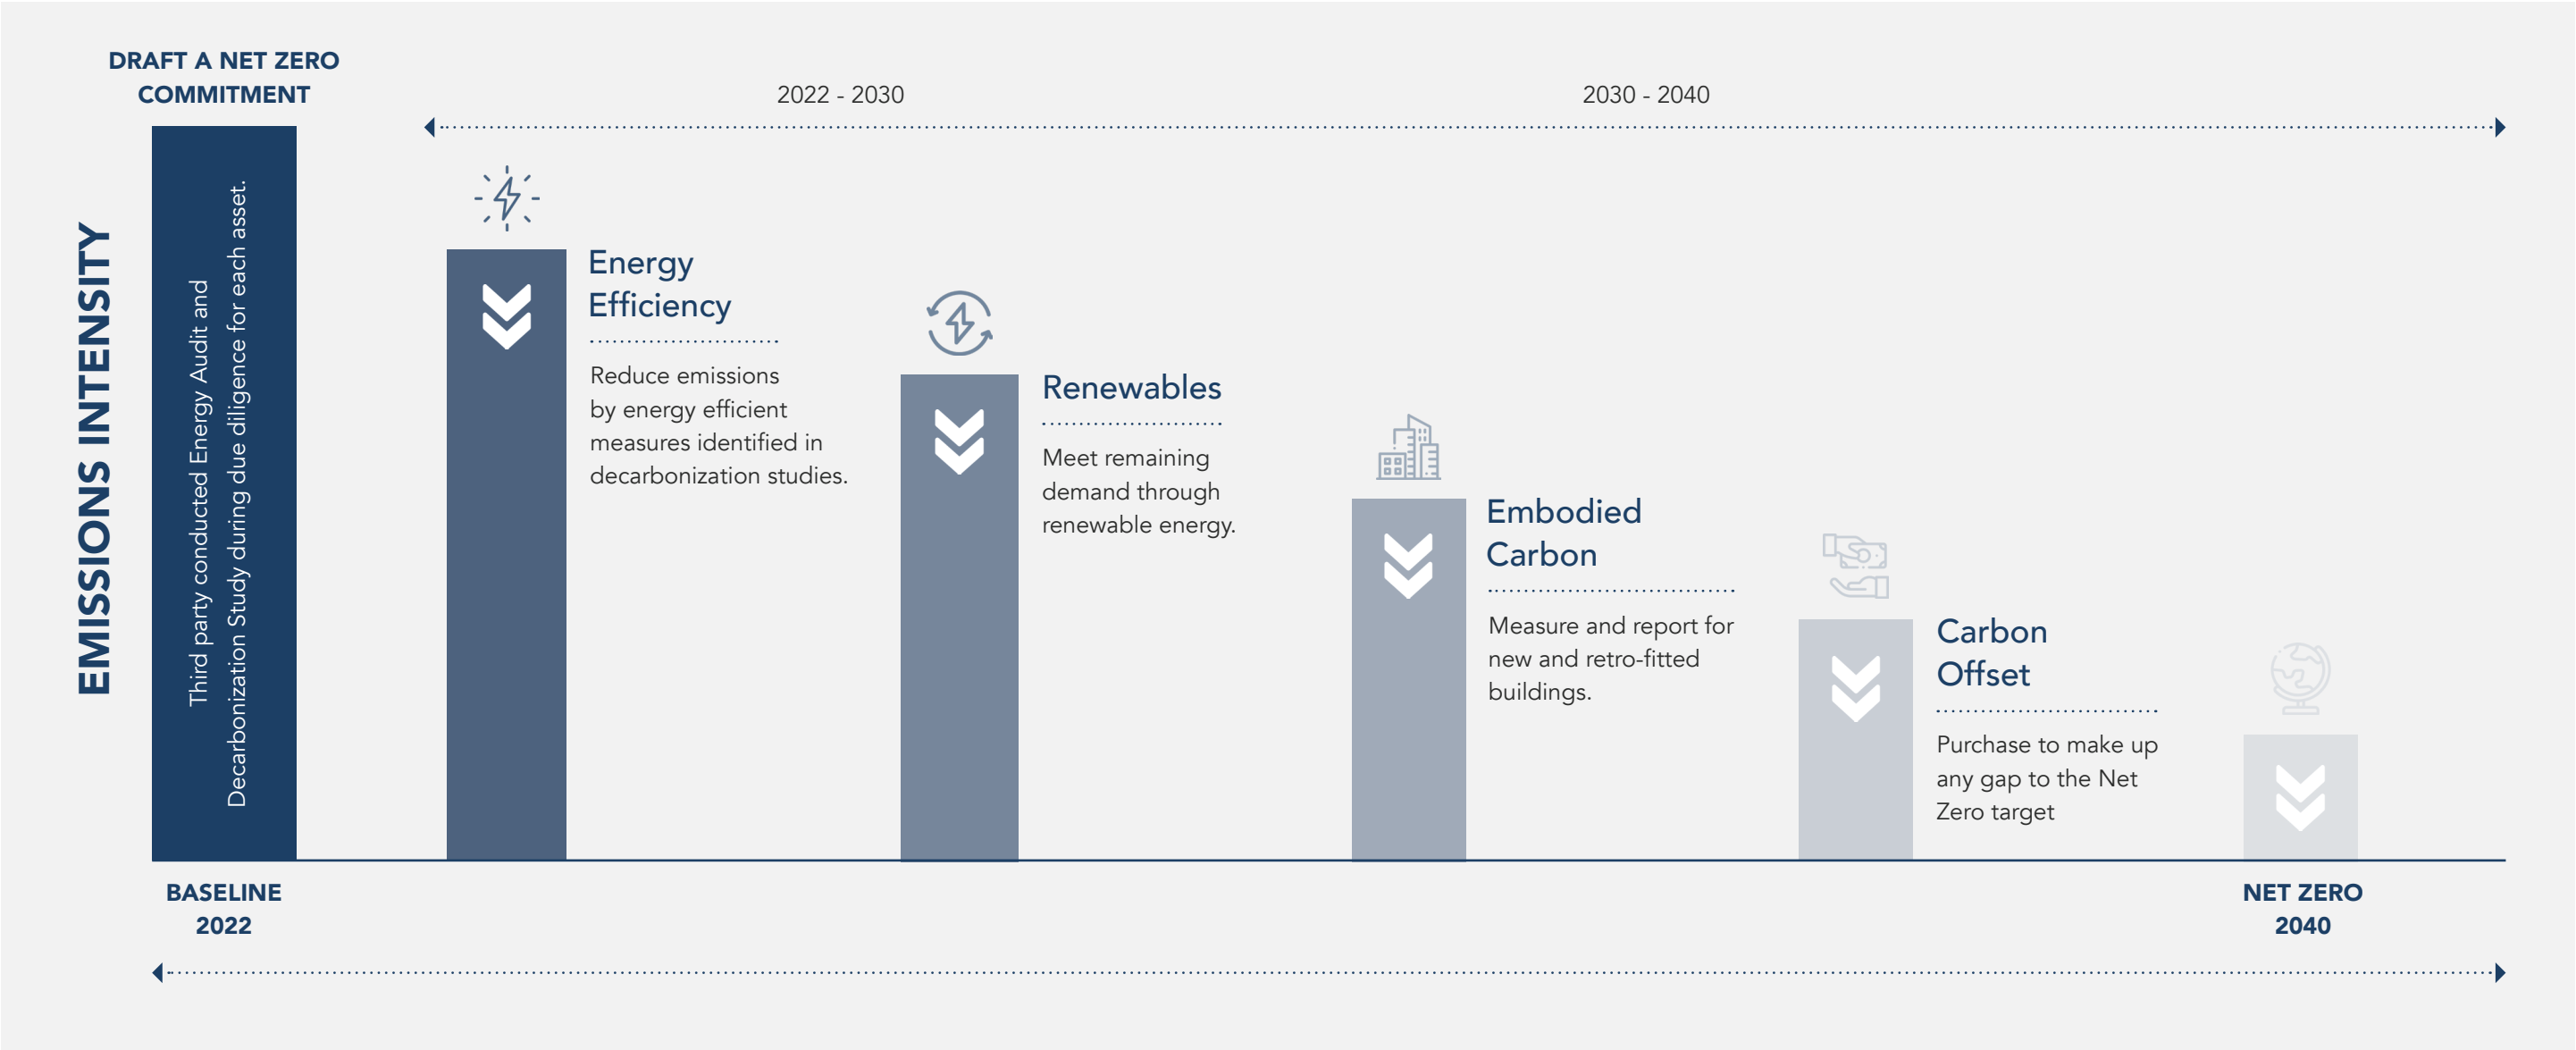 DRAFT A NET ZERO
COMMITMENT
2022 - 2030
2030 - 2040
EMISSIONS INTENSITY
Third party conducted Energy Audit and
Decarbonization Study during due diligence for each asset.
Energy
Efficiency
Reduce emissions
by energy efficient
measures identified in
decarbonization studies.
Renewables
Meet remaining
demand through
renewable energy.
Embodied
Carbon
Measure and report for
new and retro-fitted
buildings.
Carbon
Offset
Purchase to make up
any gap to the Net
Zero target
BASELINE
2022
NET ZERO
2040